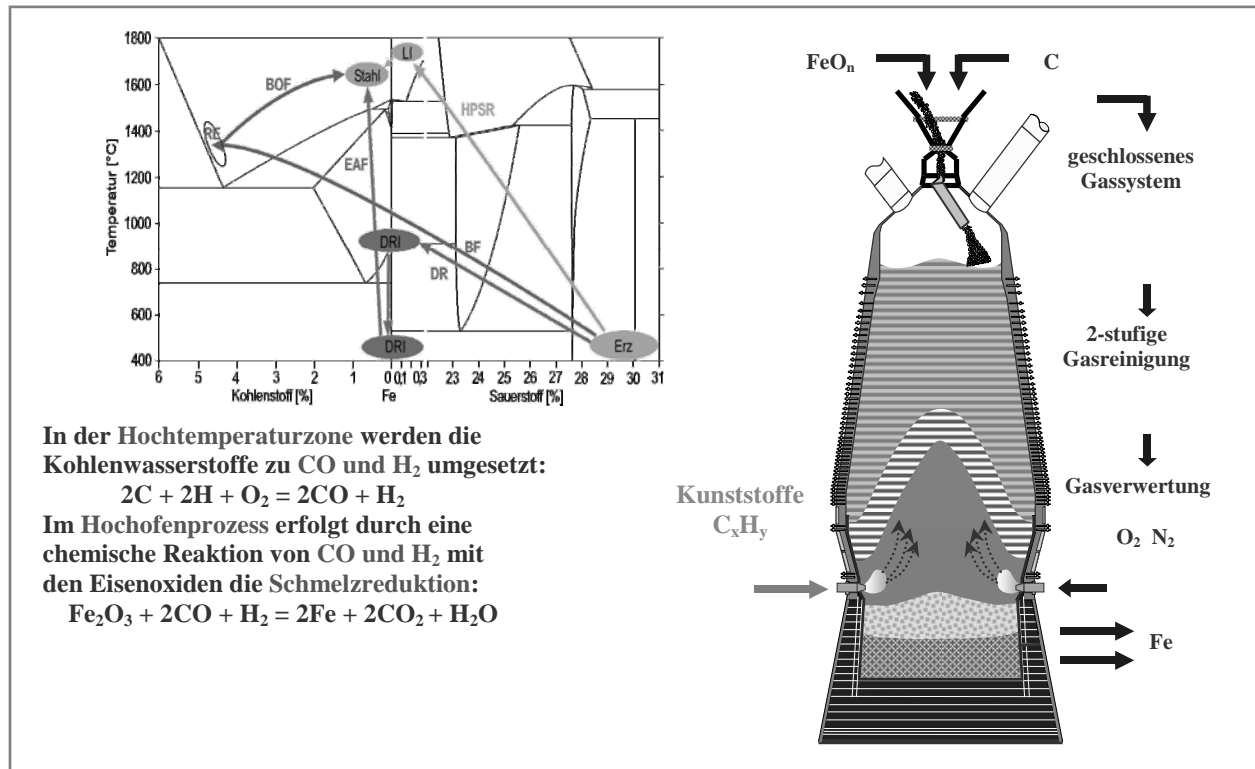 1800
1600
1400
1200
1000
800
600
400
Temperatur [°C]
6 5 4 3 2 1 0 0,1 0,3 23 22 24 25 26 27 28 29 30 31
Kohlenstoff [%] Fe Sauerstoff [%]
LI
Stahl
BOF
HPSR
RE
EAF
DRI
BF
DR
DRI
Erz
In der Hochtemperaturzone werden die
Kohlenwasserstoffe zu CO und H₂ umgesetzt:
2C + 2H + O₂ = 2CO + H₂
Im Hochofenprozess erfolgt durch eine
chemische Reaktion von CO und H₂ mit
den Eisenoxiden die Schmelzreduktion:
Fe₂O₃ + 2CO + H₂ = 2Fe + 2CO₂ + H₂O
FeOₙ C
geschlossenes
Gassystem
2-stufige
Gasreinigung
Gasverwertung
Kunststoffe
CₓHᵧ
O₂ N₂
Fe